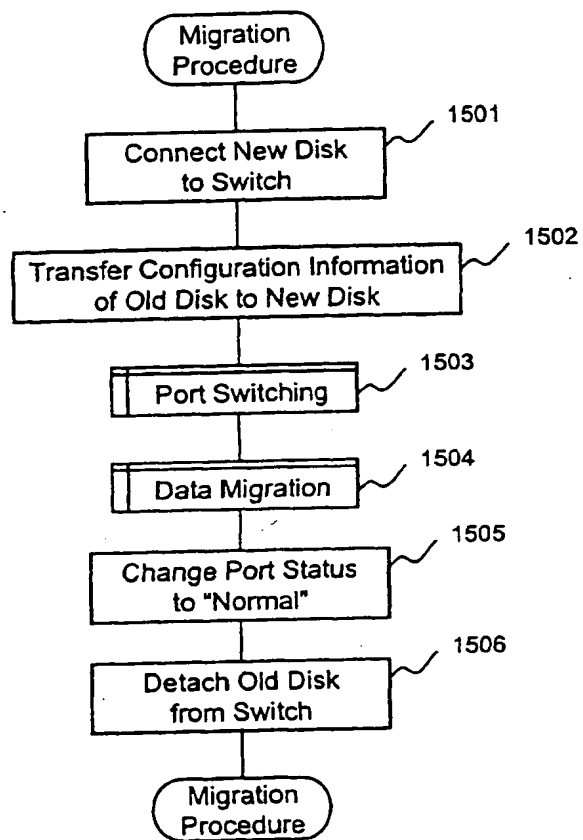 Migration
Procedure
1501
Connect New Disk
to Switch
1502
Transfer Configuration Information
of Old Disk to New Disk
1503
Port Switching
1504
Data Migration
1505
Change Port Status
to "Normal"
1506
Detach Old Disk
from Switch
Migration
Procedure